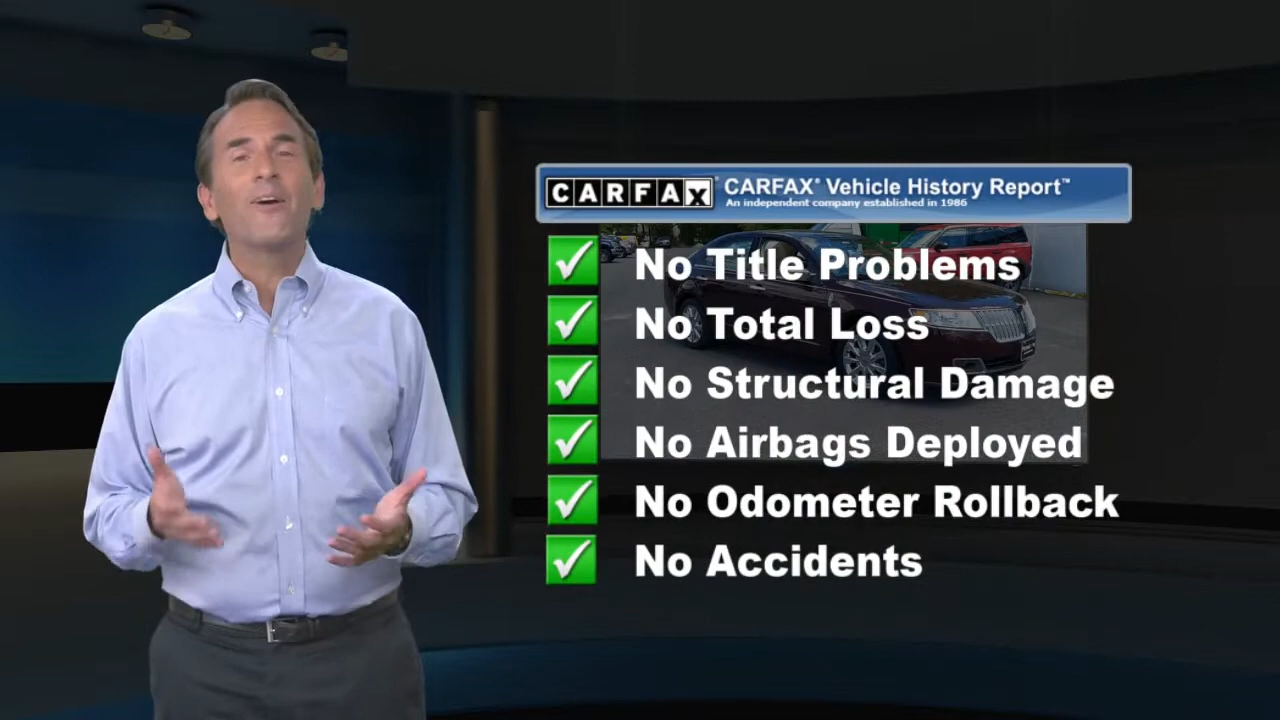 CARFAX
CARFAX® Vehicle History Report™
An independent company established in 1986
No Title Problems
No Total Loss
No Structural Damage
No Airbags Deployed
No Odometer Rollback
No Accidents